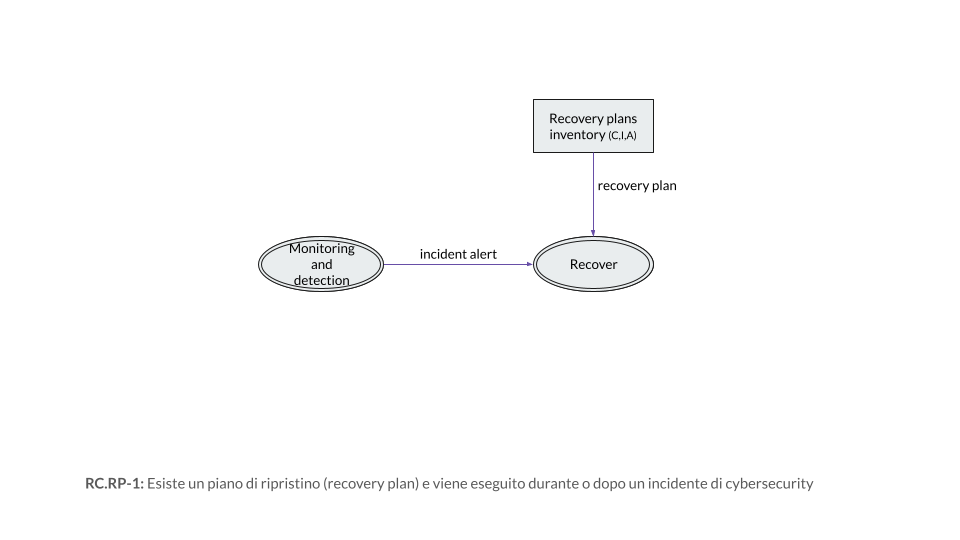 Recovery plans
inventory (C,I,A)
recovery plan
Monitoring
and
detection
incident alert
Recover
RC.RP-1: Esiste un piano di ripristino (recovery plan) e viene eseguito durante o dopo un incidente di cybersecurity